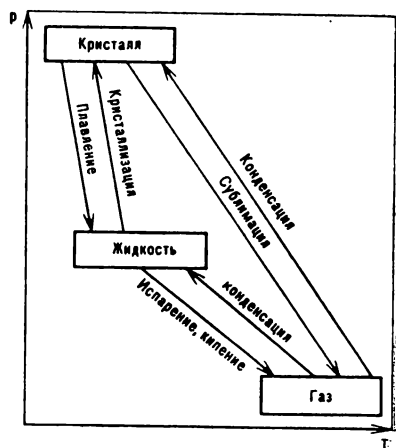 P
Кристалл
Плавление
Кристаллизация
Сублимация
Конденсация
Жидкость
Испарение, кипение
конденсация
Газ
T